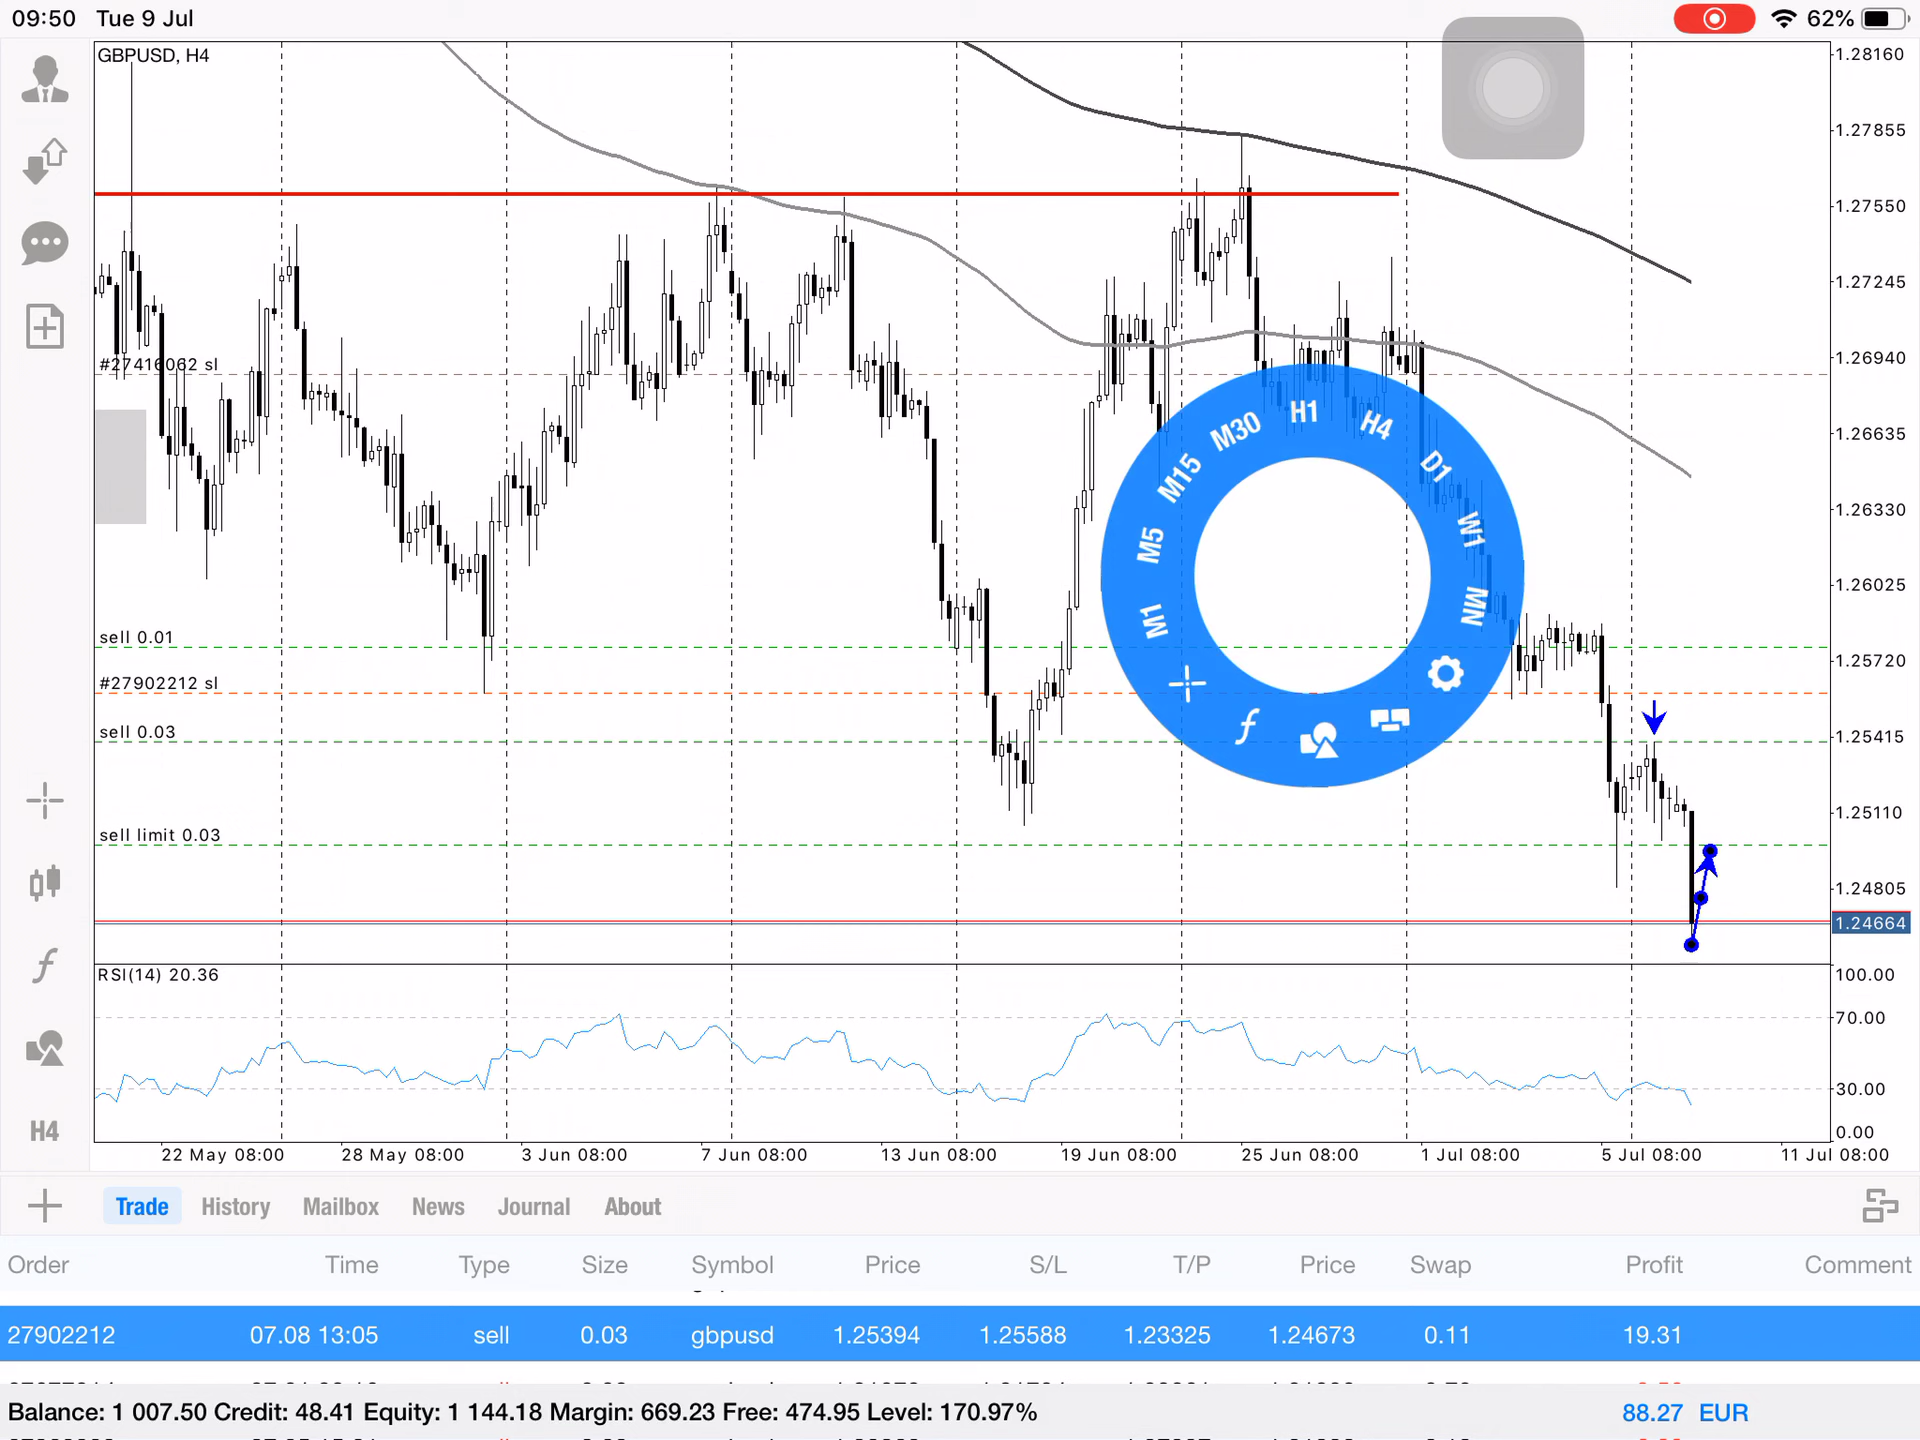 09:50 Tue 9 Jul
62%
GBPUSD, H4
1.28160
1.27855
1.27550
1.27245
1.26940
1.26635
1.26330
1.26025
1.25720
1.25415
1.25110
1.24805
1.24664
#27416062 sl
sell 0.01
#27902212 sl
sell 0.03
sell limit 0.03
M1
M5
M15
M30
H1
H4
D1
W1
MN
f
RSI(14) 20.36
100.00
70.00
30.00
0.00
f
H4
22 May 08:00 28 May 08:00 3 Jun 08:00 7 Jun 08:00 13 Jun 08:00 19 Jun 08:00 25 Jun 08:00 1 Jul 08:00 5 Jul 08:00 11 Jul 08:00
Trade History Mailbox News Journal About
Order Time Type Size Symbol Price S/L T/P Price Swap Profit Comment
27902212 07.08 13:05 sell 0.03 gbpusd 1.25394 1.25588 1.23325 1.24673 0.11 19.31
Balance: 1 007.50 Credit: 48.41 Equity: 1 144.18 Margin: 669.23 Free: 474.95 Level: 170.97% 88.27 EUR